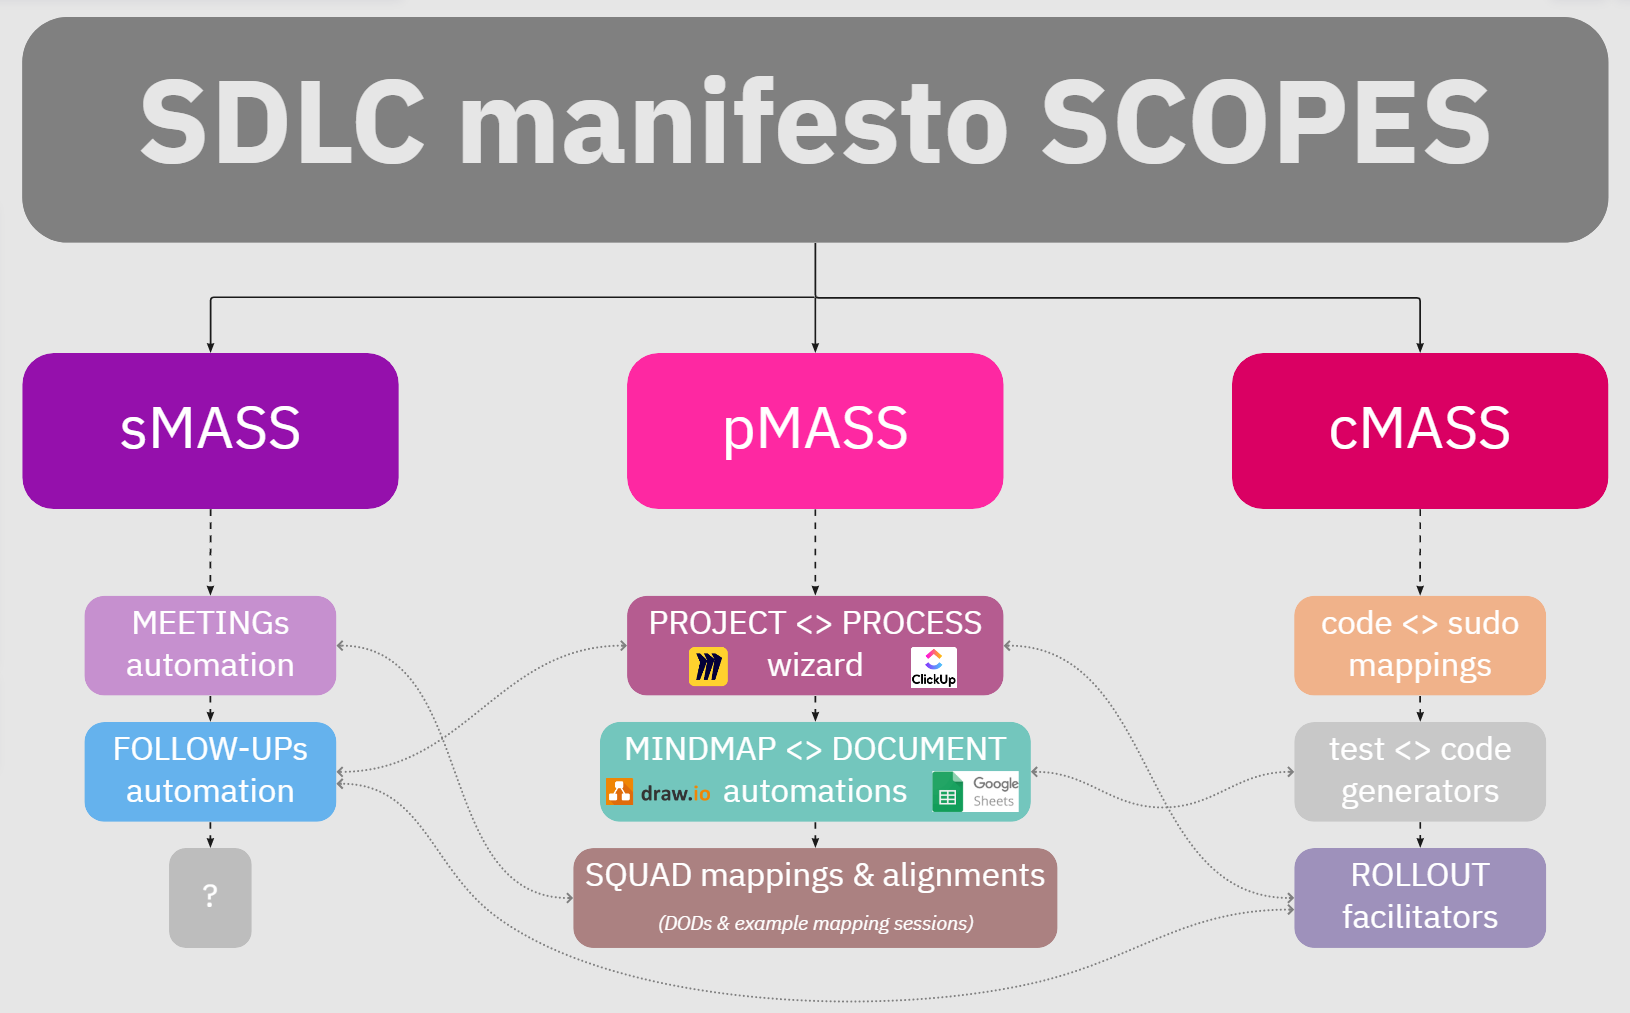 SDLC manifesto SCOPES
sMASS
pMASS
cMASS
MEETINGs
automation
PROJECT <> PROCESS
wizard
ClickUp
code <> sudo
mappings
FOLLOW-UPs
automation
MINDMAP <> DOCUMENT
draw.io automations
Google
Sheets
test <> code
generators
?
SQUAD mappings & alignments
(DODs & example mapping sessions)
ROLLOUT
facilitators